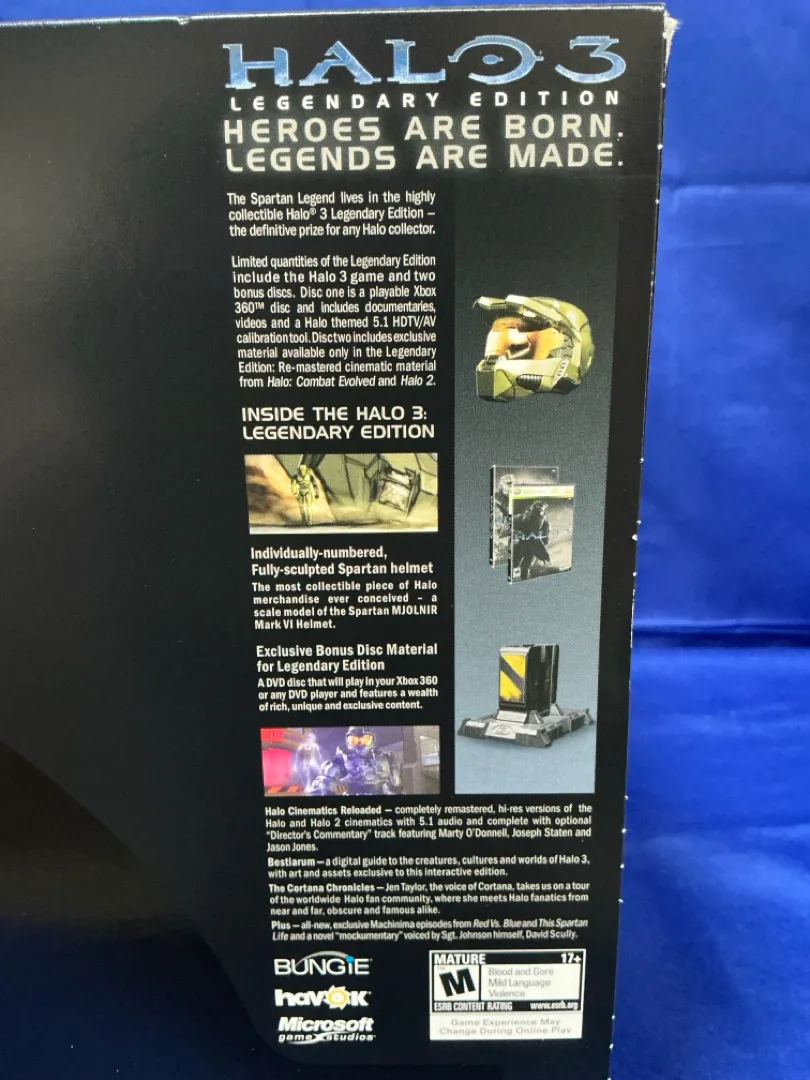 HALO 3
LEGENDARY EDITION
HEROES ARE BORN.
LEGENDS ARE MADE.
The Spartan Legend lives in the highly
collectible Halo® 3 Legendary Edition –
the definitive prize for any Halo collector.
Limited quantities of the Legendary Edition
include the Halo 3 game and two
bonus discs. Disc one is a playable Xbox
360™ disc and includes documentaries,
videos and a Halo themed 5.1 HDTV/AV
calibration tool. Disc two includes exclusive
material available only in the Legendary
Edition: Re-mastered cinematic material
from Halo: Combat Evolved and Halo 2.
INSIDE THE HALO 3:
LEGENDARY EDITION
HALO
Individually-numbered,
Fully-sculpted Spartan helmet
The most collectible piece of Halo
merchandise ever conceived – a
scale model of the Spartan MJOLNIR
Mark VI Helmet.
Exclusive Bonus Disc Material
for Legendary Edition
A DVD disc that will play in your Xbox 360
or any DVD player and features a wealth
of rich, unique and exclusive content.
Halo Cinematics Reloaded – completely remastered, hi-res versions of the
Halo and Halo 2 cinematics with 5.1 audio and complete with optional
"Director's Commentary" track featuring Marty O'Donnell, Joseph Staten and
Jason Jones.
Bestiarum – a digital guide to the creatures, cultures and worlds of Halo 3,
with art and assets exclusive to this interactive edition.
The Cortana Chronicles – Jen Taylor, the voice of Cortana, takes us on a tour
of the worldwide Halo fan community, where she meets Halo fanatics from
near and far, obscure and famous alike.
Plus – all-new, exclusive Machinima episodes from Red Vs. Blue and This Spartan
Life and a novel "mockumentary" voiced by Sgt. Johnson himself, David Scully.
BUNGiE
havok
Microsoft
game studios
MATURE 17+
M
Blood and Gore
Mild Language
Violence
ESRB CONTENT RATING www.esrb.org
Game Experience May
Change During Online Play